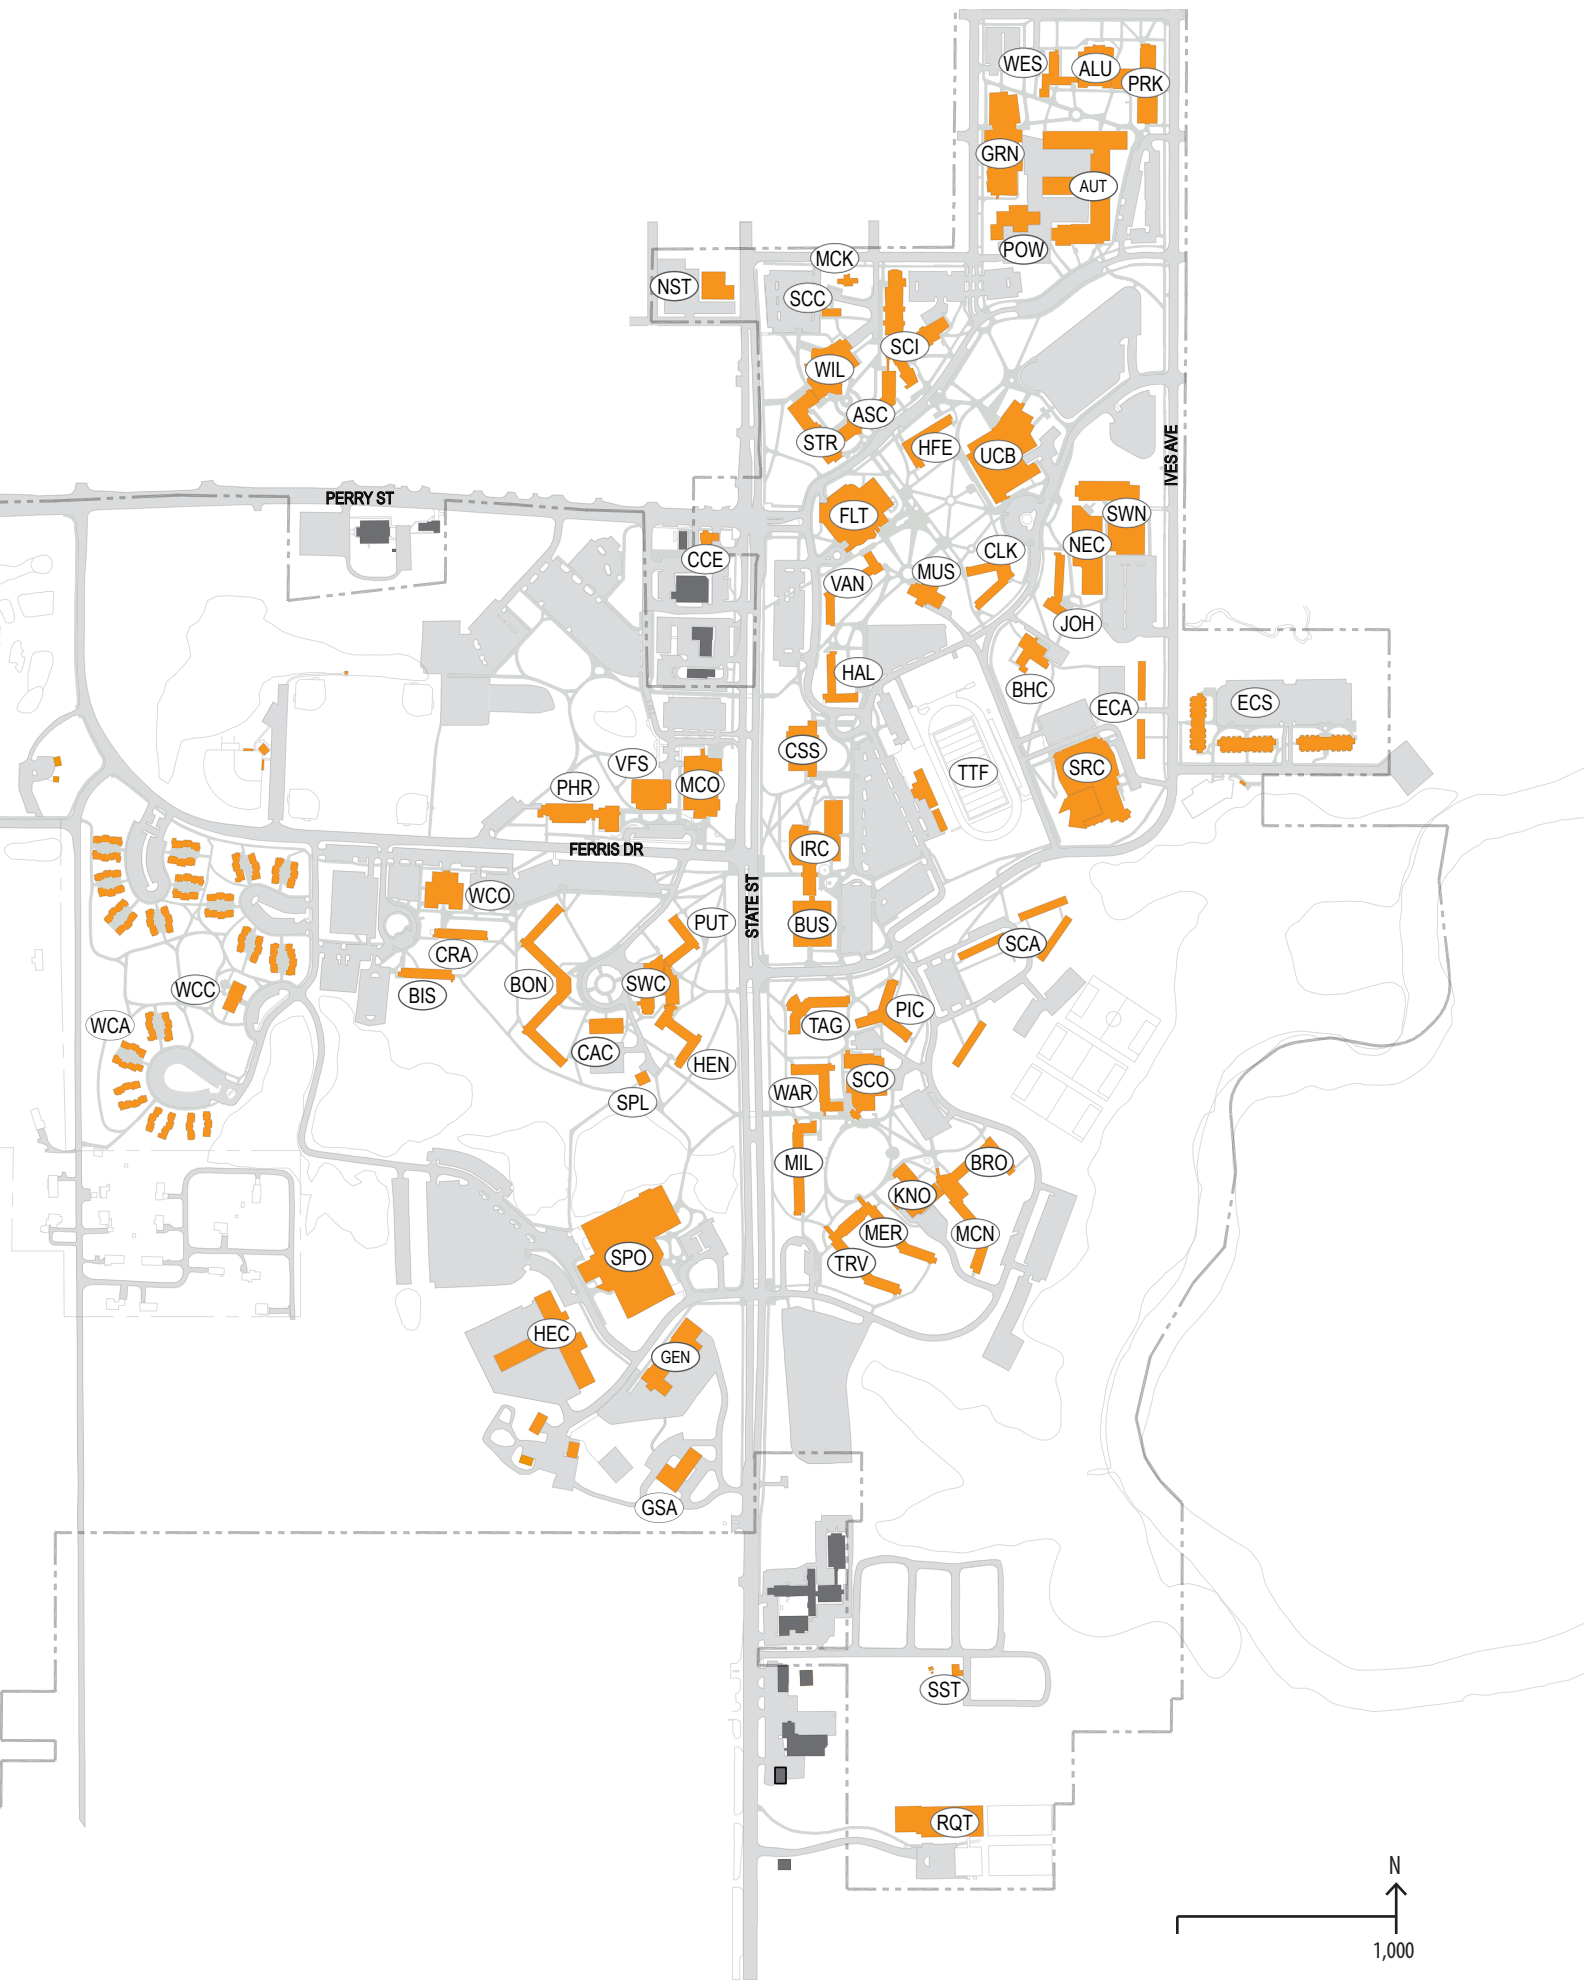 WES
ALU
PRK
GRN
AUT
POW
MCK
NST
SCC
SCI
WIL
ASC
STR
HFE
UCB
IVES AVE
PERRY ST
FLT
SWN
NEC
CCE
CLK
VAN
MUS
JOH
HAL
BHC
ECA
ECS
CSS
VFS
MCO
TTF
SRC
PHR
FERRIS DR
IRC
STATE ST
WCO
PUT
BUS
CRA
SCA
BON
SWC
BIS
WCC
PIC
WCA
TAG
CAC
HEN
SCO
WAR
SPL
MIL
BRO
KNO
MER
MCN
SPO
TRV
HEC
GEN
GSA
SST
RQT
N
1,000